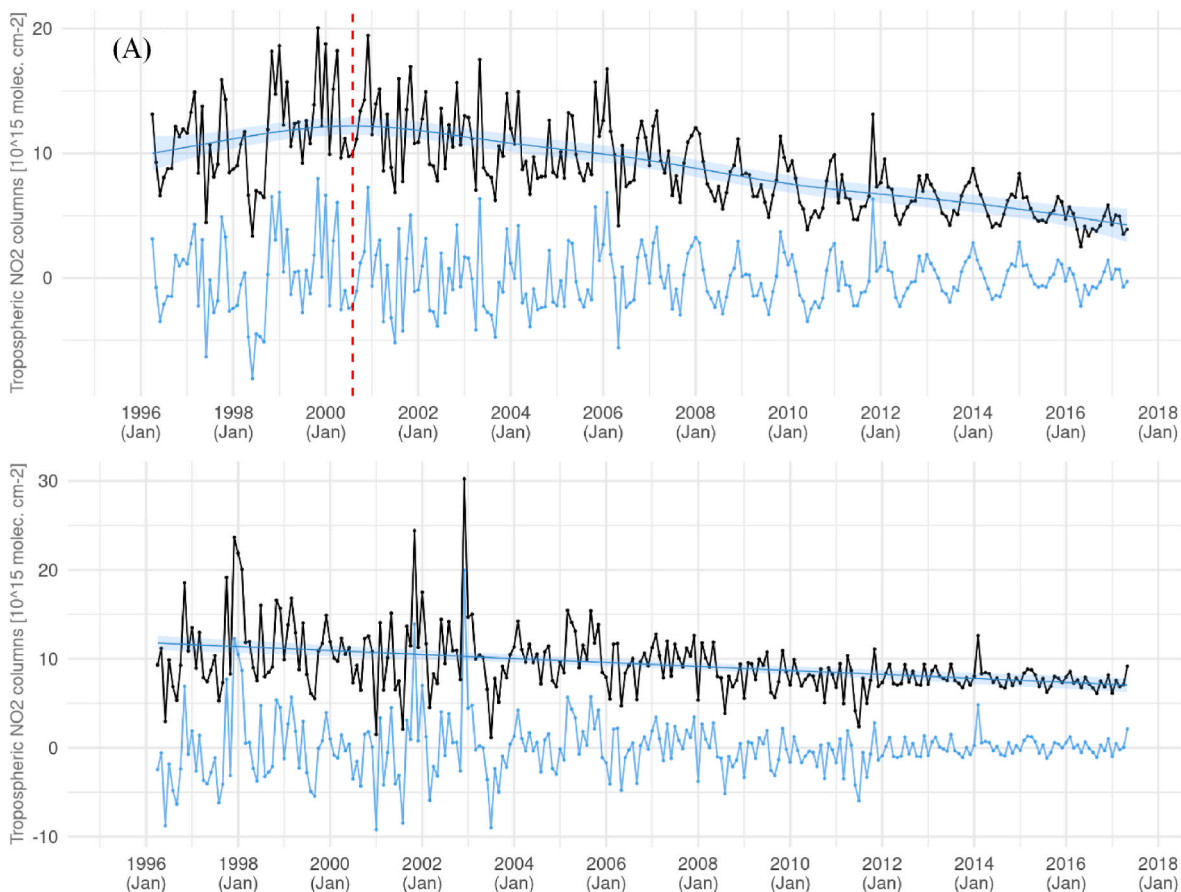 (A)
Tropospheric NO2 columns [10^15 molec. cm-2]
20
10
0
1996 1998 2000 2002 2004 2006 2008 2010 2012 2014 2016 2018
(Jan) (Jan) (Jan) (Jan) (Jan) (Jan) (Jan) (Jan) (Jan) (Jan) (Jan) (Jan)
Tropospheric NO2 columns [10^15 molec. cm-2]
30
20
10
0
-10
1996 1998 2000 2002 2004 2006 2008 2010 2012 2014 2016 2018
(Jan) (Jan) (Jan) (Jan) (Jan) (Jan) (Jan) (Jan) (Jan) (Jan) (Jan) (Jan)